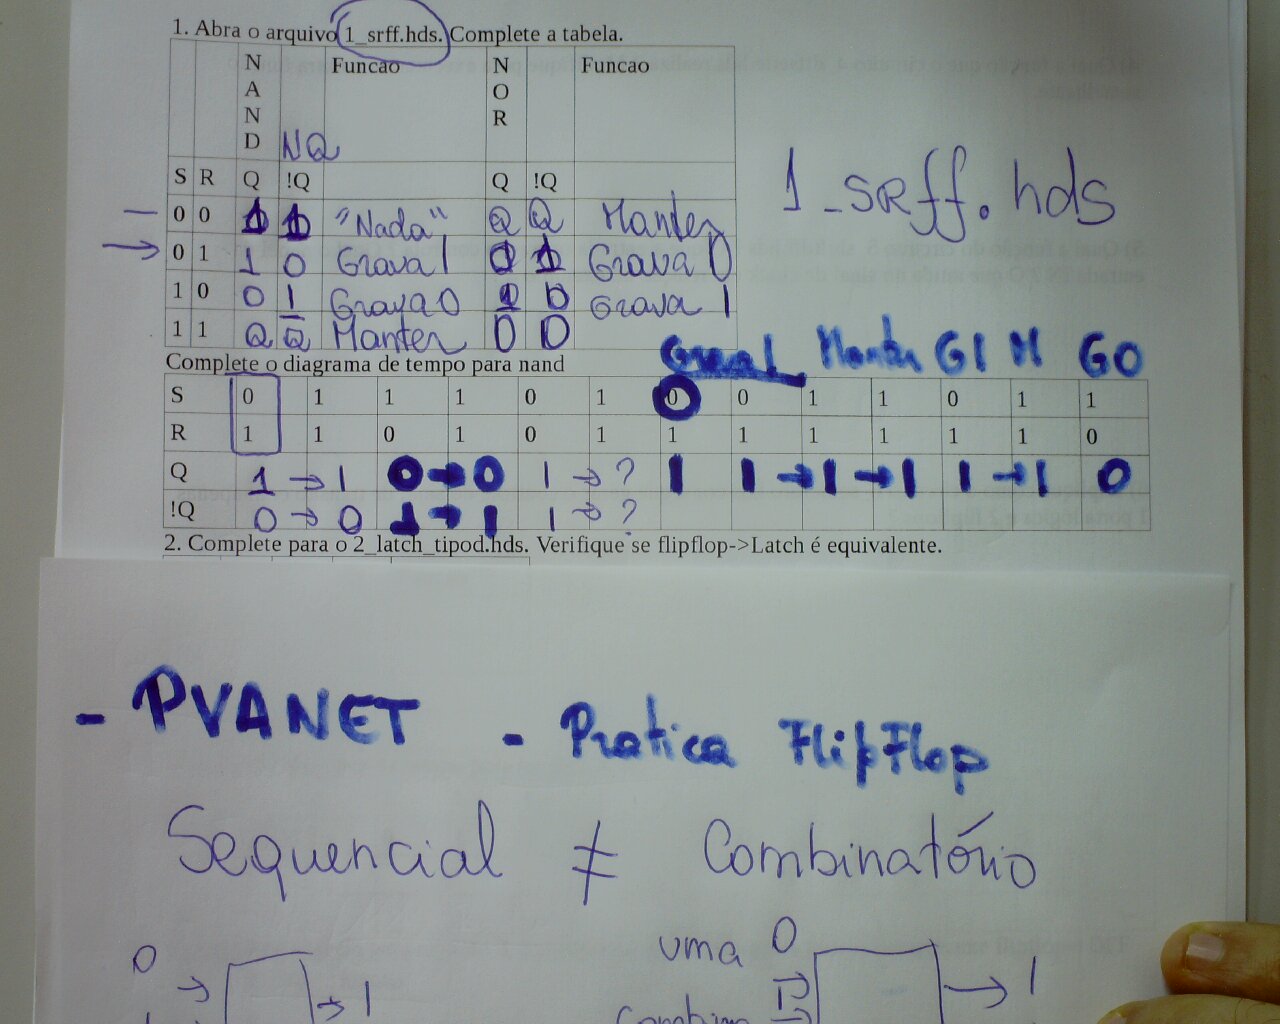 1. Abra o arquivo 1_srff.hds. Complete a tabela.
NAND NQ Funcao NOR Funcao
S R Q !Q Q !Q
0 0 1 1 "Nada" Q Q Manter
0 1 1 0 Grava 1 0 1 Grava 0
1 0 0 1 Grava 0 1 0 Grava 1
1 1 Q Q Manter 0 0
1_SRff.hds
Complete o diagrama de tempo para nand
Grava1 Manter G1 M G0
S 0 1 1 1 0 1 0 0 1 1 0 1 1
R 1 1 0 1 0 1 1 1 1 1 1 1 0
Q 1 → 1 0 → 0 1 → ? 1 1 → 1 → 1 1 → 1 0
!Q 0 → 0 1 → 1 1 → ?
2. Complete para o 2_latch_tipod.hds. Verifique se flipflop->Latch é equivalente.
- PVANET - Pratica FlipFlop
Sequencial ≠ Combinatório
0 uma 0
→ → 1 → 1